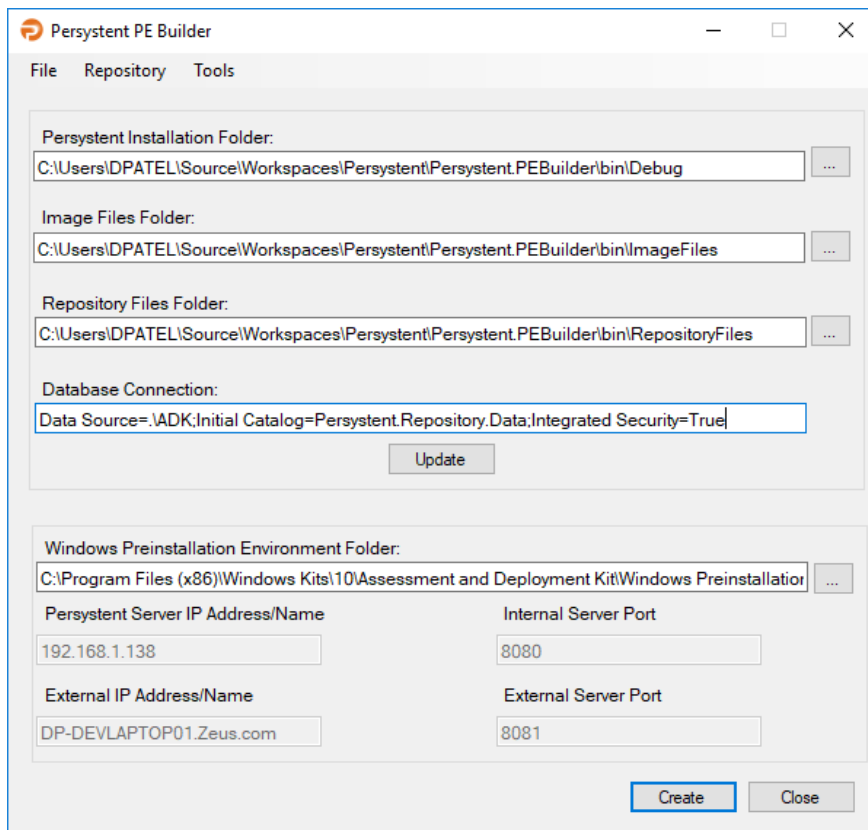 Persystent PE Builder
File Repository Tools
Persystent Installation Folder:
C:\Users\DPATEL\Source\Workspaces\Persystent\Persystent.PEBuilder\bin\Debug
...
Image Files Folder:
C:\Users\DPATEL\Source\Workspaces\Persystent\Persystent.PEBuilder\bin\ImageFiles
...
Repository Files Folder:
C:\Users\DPATEL\Source\Workspaces\Persystent\Persystent.PEBuilder\bin\RepositoryFiles
...
Database Connection:
Data Source=.\ADK;Initial Catalog=Persystent.Repository.Data;Integrated Security=True
Update
Windows Preinstallation Environment Folder:
C:\Program Files (x86)\Windows Kits\10\Assessment and Deployment Kit\Windows Preinstallation
...
Persystent Server IP Address/Name Internal Server Port
192.168.1.138 8080
External IP Address/Name External Server Port
DP-DEVLAPTOP01.Zeus.com 8081
Create Close